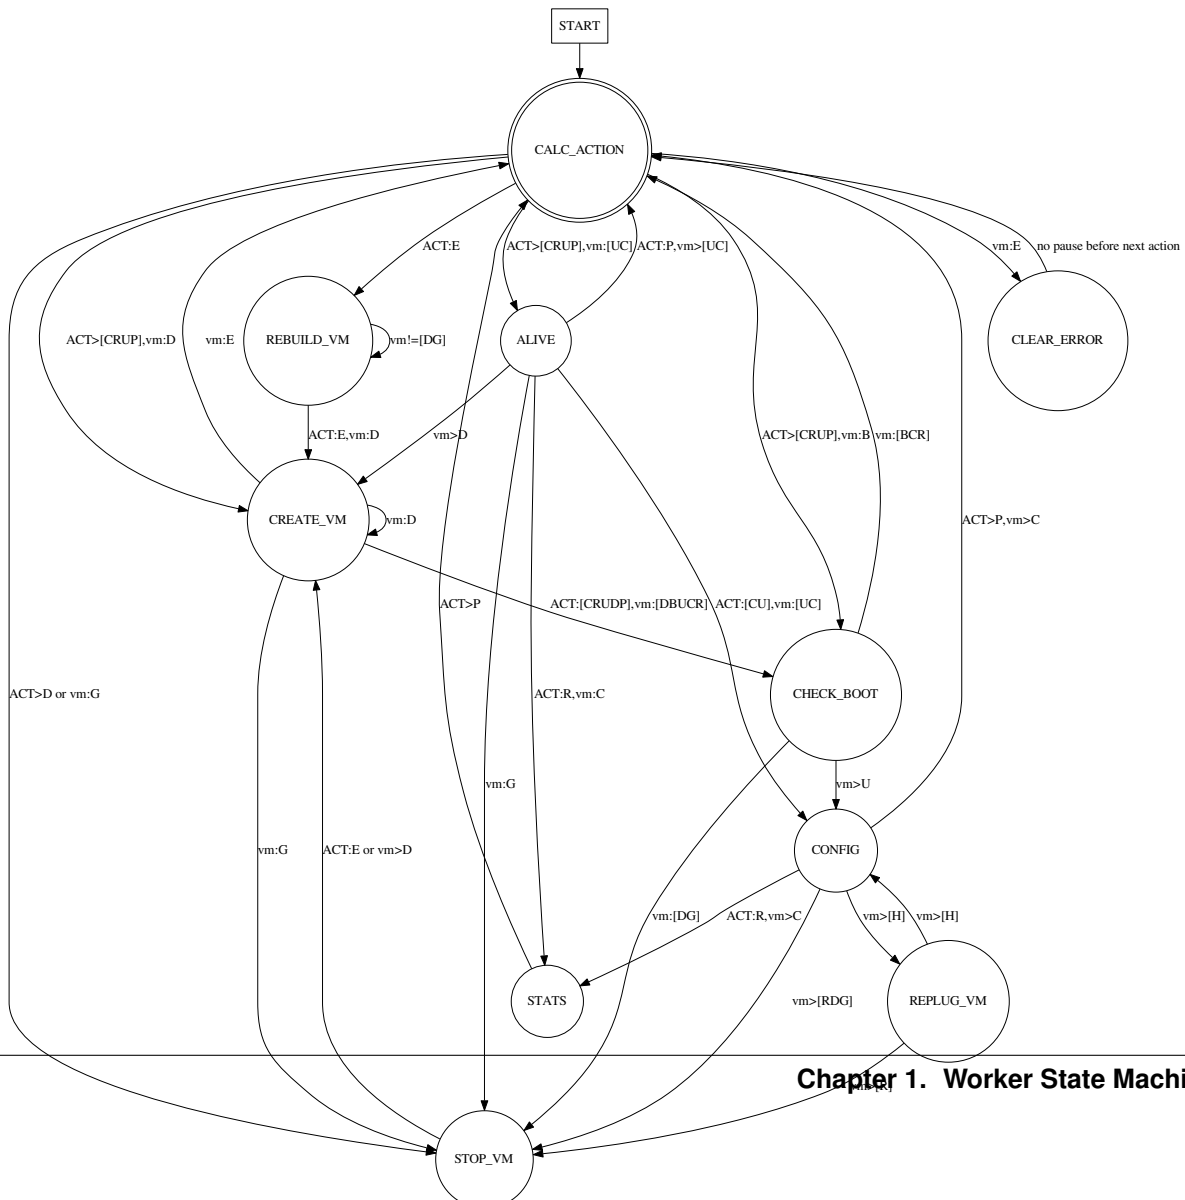 START
CALC_ACTION
ACT:E
ACT>[CRUP],vm:[UC]
ACT:P,vm>[UC]
vm:E
no pause before next action
ACT>[CRUP],vm:D
vm:E
REBUILD_VM
vm!=[DG]
ALIVE
CLEAR_ERROR
ACT:E,vm:D
vm>D
ACT>[CRUP],vm:B
vm:[BCR]
CREATE_VM
vm:D
ACT>P,vm>C
ACT>P
ACT:[CRUDP],vm:[DBUCR]
ACT:[CU],vm:[UC]
ACT>D or vm:G
ACT:R,vm:C
CHECK_BOOT
vm:G
vm>U
vm:G
ACT:E or vm>D
CONFIG
vm:[DG]
ACT:R,vm>C
vm>[H]
vm>[H]
STATS
vm>[RDG]
REPLUG_VM
Chapter 1. Worker State Machi
STOP_VM